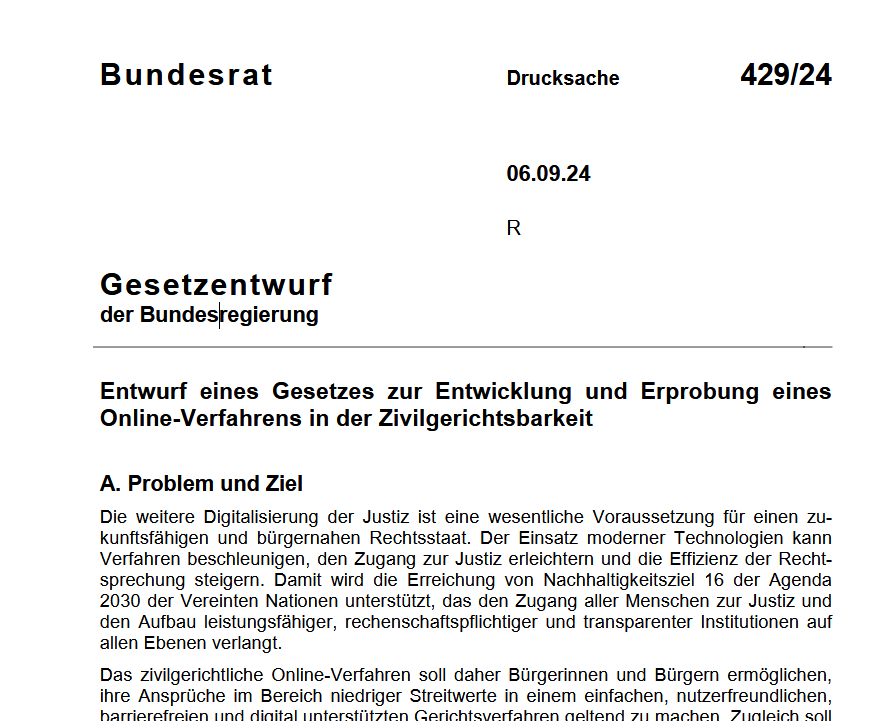 Bundesrat Drucksache 429/24
06.09.24
R
Gesetzentwurf
der Bundesregierung
Entwurf eines Gesetzes zur Entwicklung und Erprobung eines
Online-Verfahrens in der Zivilgerichtsbarkeit
A. Problem und Ziel
Die weitere Digitalisierung der Justiz ist eine wesentliche Voraussetzung für einen zu-
kunftsfähigen und bürgernahen Rechtsstaat. Der Einsatz moderner Technologien kann
Verfahren beschleunigen, den Zugang zur Justiz erleichtern und die Effizienz der Recht-
sprechung steigern. Damit wird die Erreichung von Nachhaltigkeitsziel 16 der Agenda
2030 der Vereinten Nationen unterstützt, das den Zugang aller Menschen zur Justiz und
den Aufbau leistungsfähiger, rechenschaftspflichtiger und transparenter Institutionen auf
allen Ebenen verlangt.
Das zivilgerichtliche Online-Verfahren soll daher Bürgerinnen und Bürgern ermöglichen,
ihre Ansprüche im Bereich niedriger Streitwerte in einem einfachen, nutzerfreundlichen,
barrierefreien und digital unterstützten Gerichtsverfahren geltend zu machen. Zugleich soll